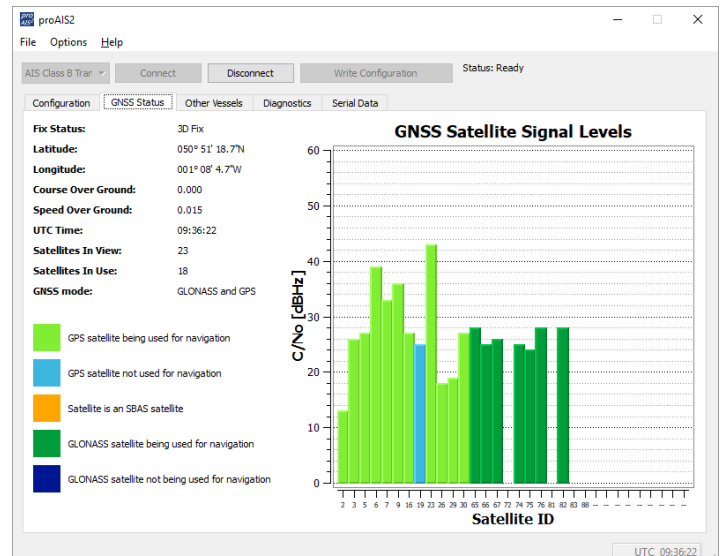 proAIS2
File Options Help
AIS Class B Tran Connect Disconnect Write Configuration Status: Ready
Configuration GNSS Status Other Vessels Diagnostics Serial Data
Fix Status: 3D Fix
Latitude: 050° 51' 18.7"N
Longitude: 001° 08' 4.7"W
Course Over Ground: 0.000
Speed Over Ground: 0.015
UTC Time: 09:36:22
Satellites In View: 23
Satellites In Use: 18
GNSS mode: GLONASS and GPS
GPS satellite being used for navigation
GPS satellite not used for navigation
Satellite is an SBAS satellite
GLONASS satellite being used for navigation
GLONASS satellite not being used for navigation
GNSS Satellite Signal Levels
60
50
40
30
20
10
0
C/No [dBHz]
2 3 5 6 7 9 16 19 23 26 29 30 65 66 67 72 74 75 76 81 82 83 88 -- -- -- -- -- -- -- --
Satellite ID
UTC 09:36:22